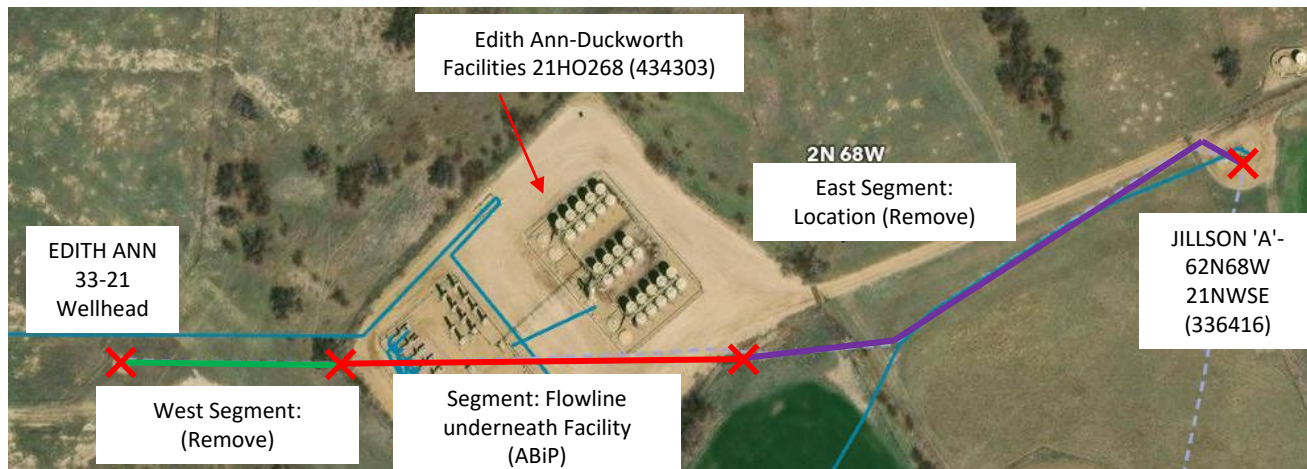 Edith Ann-Duckworth
Facilities 21HO268 (434303)
2N 68W
East Segment:
Location (Remove)
EDITH ANN
33-21
Wellhead
JILLSON 'A'-
62N68W
21NWSE
(336416)
West Segment:
(Remove)
Segment: Flowline
underneath Facility
(ABiP)